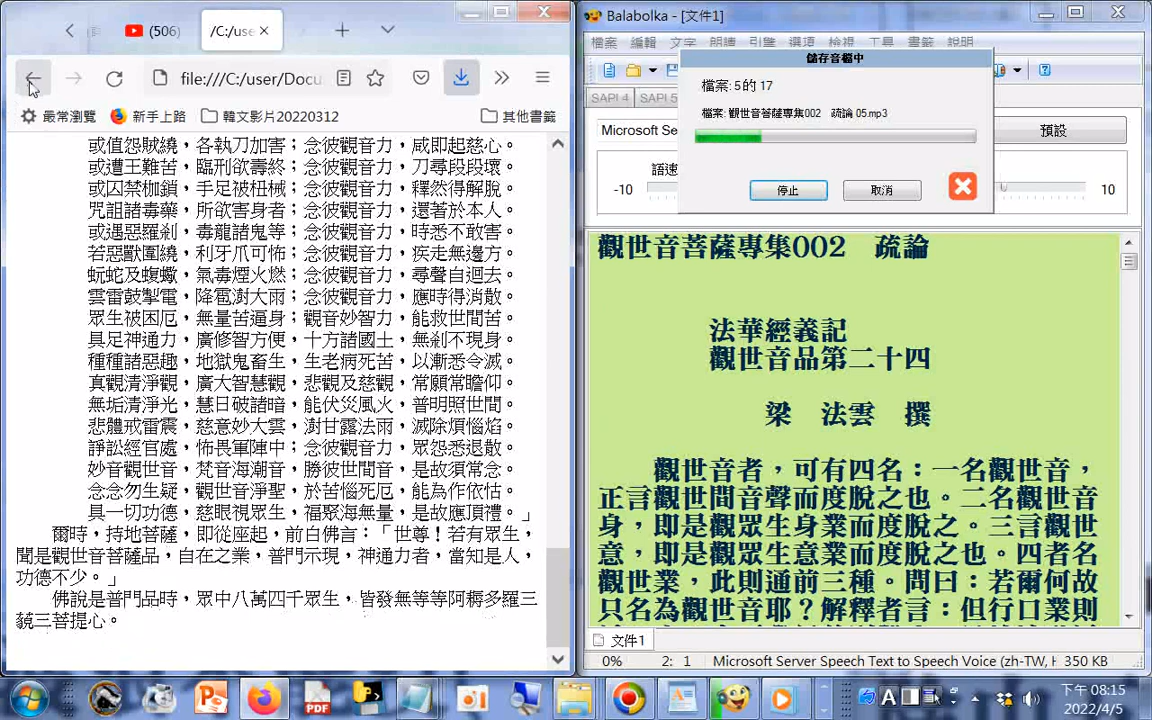 (506)
/C:/use
file:///C:/user/Docu
最常瀏覽
新手上路
韓文影片20220312
其他書籤
或值怨賊繞，各執刀加害；念彼觀音力，咸即起慈心。
或遭王難苦，臨刑欲壽終；念彼觀音力，刀尋段段壞。
或囚禁枷鎖，手足被杻械；念彼觀音力，釋然得解脫。
咒詛諸毒藥，所欲害身者；念彼觀音力，還著於本人。
或遇惡羅剎，毒龍諸鬼等；念彼觀音力，時悉不敢害。
若惡獸圍繞，利牙爪可怖；念彼觀音力，疾走無邊方。
蚖蛇及蝮蠍，氣毒煙火燃；念彼觀音力，尋聲自迴去。
雲雷鼓掣電，降雹澍大雨；念彼觀音力，應時得消散。
眾生被困厄，無量苦逼身；觀音妙智力，能救世間苦。
具足神通力，廣修智方便，十方諸國土，無剎不現身。
種種諸惡趣，地獄鬼畜生，生老病死苦，以漸悉令滅。
真觀清淨觀，廣大智慧觀，悲觀及慈觀，常願常瞻仰。
無垢清淨光，慧日破諸暗，能伏災風火，普明照世間。
悲體戒雷震，慈意妙大雲，澍甘露法雨，滅除煩惱焰。
諍訟經官處，怖畏軍陣中；念彼觀音力，眾怨悉退散。
妙音觀世音，梵音海潮音，勝彼世間音，是故須常念。
念念勿生疑，觀世音淨聖，於苦惱死厄，能為作依怙。
具一切功德，慈眼視眾生，福聚海無量，是故應頂禮。」
爾時，持地菩薩，即從座起，前白佛言：「世尊！若有眾生，
聞是觀世音菩薩品，自在之業，普門示現，神通力者，當知是人，
功德不少。」
佛說是普門品時，眾中八萬四千眾生，皆發無等等阿耨多羅三
藐三菩提心。
Balabolka - [文件1]
檔案 編輯 文字 朗讀 引擎 選項 檢視 工具 書籤 說明
SAPI 4 SAPI 5
Microsoft Se
預設
語速
-10
10
儲存音檔中
檔案: 5的 17
檔案: 觀世音菩薩專集002 疏論 05.mp3
停止
取消
觀世音菩薩專集002 疏論
法華經義記
觀世音品第二十四
梁 法雲 撰
觀世音者，可有四名：一名觀世音，
正言觀世間音聲而度脫之也。二名觀世音
身，即是觀眾生身業而度脫之。三言觀世
意，即是觀眾生意業而度脫之也。四者名
觀世業，此則通前三種。問曰：若爾何故
只名為觀世音耶？解釋者言：但行口業則
文件1
0%
2: 1
Microsoft Server Speech Text to Speech Voice (zh-TW, H
350 KB
PDF
A
下午 08:15
2022/4/5